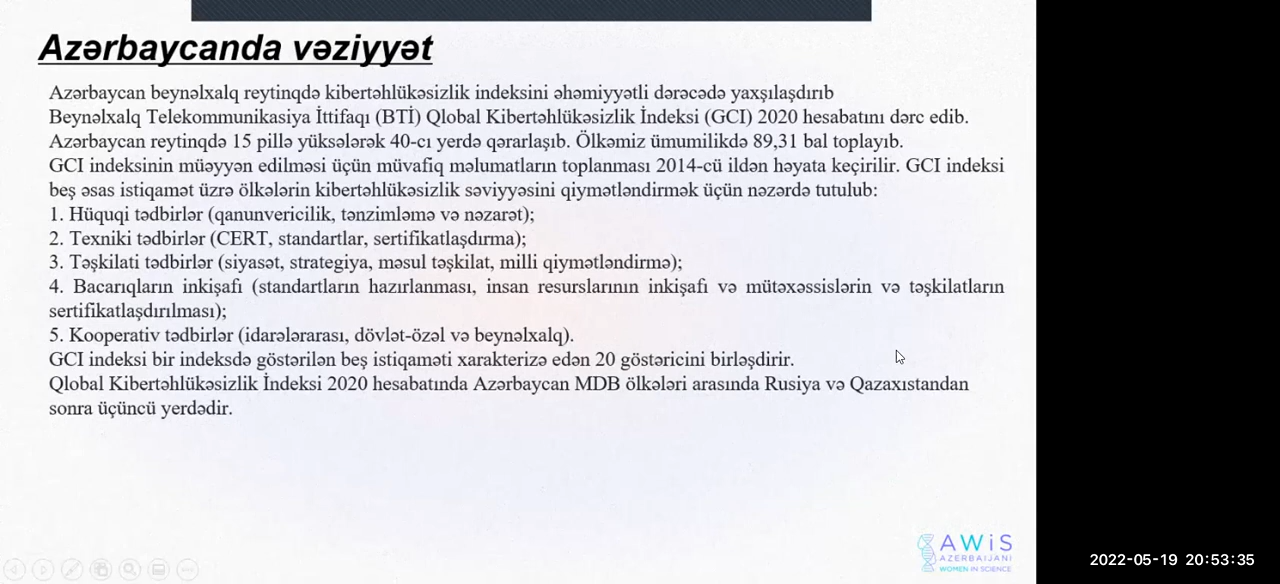 Azərbaycanda vəziyyət
Azərbaycan beynəlxalq reytinqdə kibertəhlükəsizlik indeksini əhəmiyyətli dərəcədə yaxşılaşdırıb
Beynəlxalq Telekommunikasiya İttifaqı (BTİ) Qlobal Kibertəhlükəsizlik İndeksi (GCI) 2020 hesabatını dərc edib.
Azərbaycan reytinqdə 15 pillə yüksələrək 40-cı yerdə qərarlaşıb. Ölkəmiz ümumilikdə 89,31 bal toplayıb.
GCI indeksinin müəyyən edilməsi üçün müvafiq məlumatların toplanması 2014-cü ildən həyata keçirilir. GCI indeksi
beş əsas istiqamət üzrə ölkələrin kibertəhlükəsizlik səviyyəsini qiymətləndirmək üçün nəzərdə tutulub:
1. Hüquqi tədbirlər (qanunvericilik, tənzimləmə və nəzarət);
2. Texniki tədbirlər (CERT, standartlar, sertifikatlaşdırma);
3. Təşkilati tədbirlər (siyasət, strategiya, məsul təşkilat, milli qiymətləndirmə);
4. Bacarıqların inkişafı (standartların hazırlanması, insan resurslarının inkişafı və mütəxəssislərin və təşkilatların
sertifikatlaşdırılması);
5. Kooperativ tədbirlər (idarələrarası, dövlət-özəl və beynəlxalq).
GCI indeksi bir indeksdə göstərilən beş istiqaməti xarakterizə edən 20 göstəricini birləşdirir.
Qlobal Kibertəhlükəsizlik İndeksi 2020 hesabatında Azərbaycan MDB ölkələri arasında Rusiya və Qazaxıstandan
sonra üçüncü yerdədir.
AWiS
AZERBAIJANI
WOMEN IN SCIENCE
2022-05-19 20:53:35